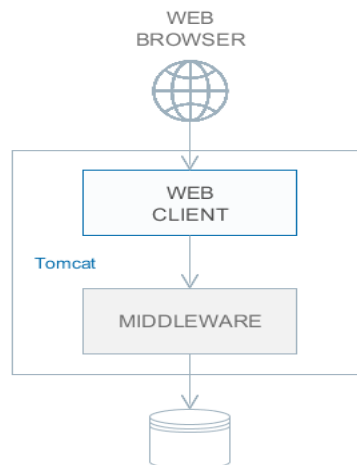 WEB
BROWSER
WEB
CLIENT
Tomcat
MIDDLEWARE